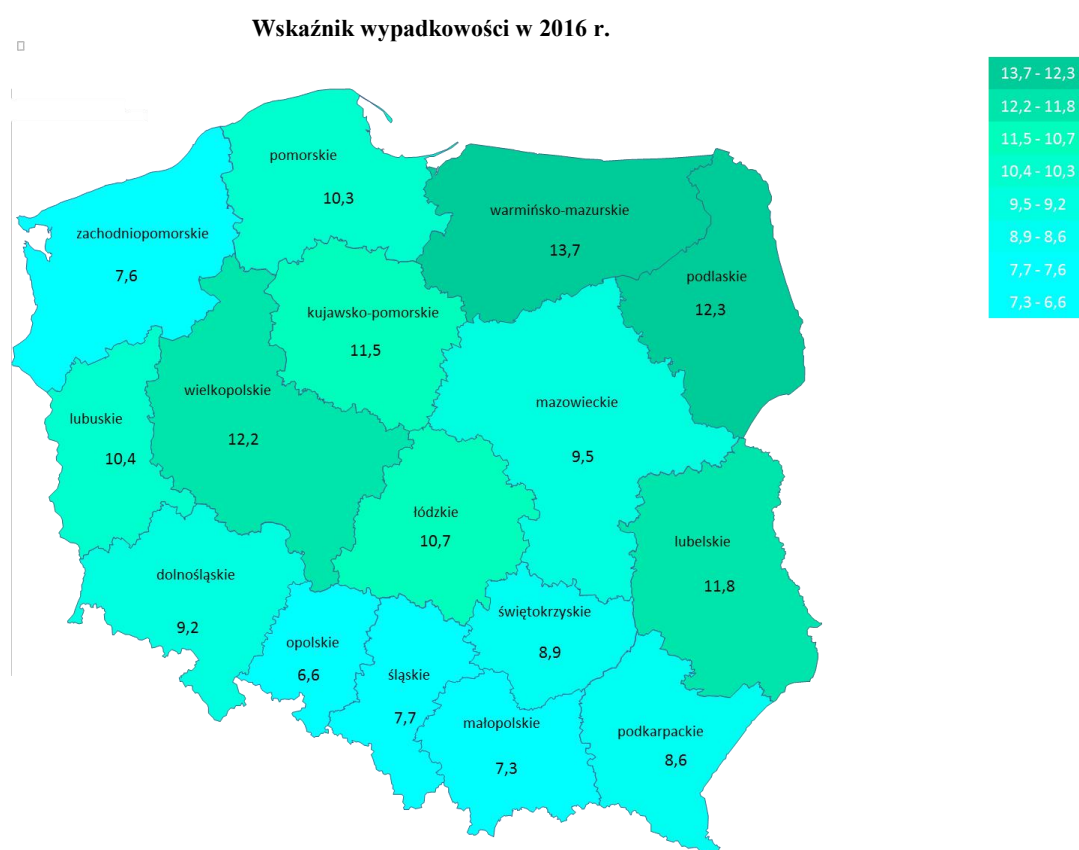 Wskaźnik wypadkowości w 2016 r.
13,7 - 12,3
12,2 - 11,8
11,5 - 10,7
10,4 - 10,3
9,5 - 9,2
8,9 - 8,6
7,7 - 7,6
7,3 - 6,6
pomorskie
10,3
warmińsko-mazurskie
13,7
zachodniopomorskie
7,6
podlaskie
12,3
kujawsko-pomorskie
11,5
wielkopolskie
12,2
mazowieckie
9,5
lubuskie
10,4
łódzkie
10,7
lubelskie
11,8
dolnośląskie
9,2
świętokrzyskie
8,9
opolskie
6,6
śląskie
7,7
małopolskie
7,3
podkarpackie
8,6